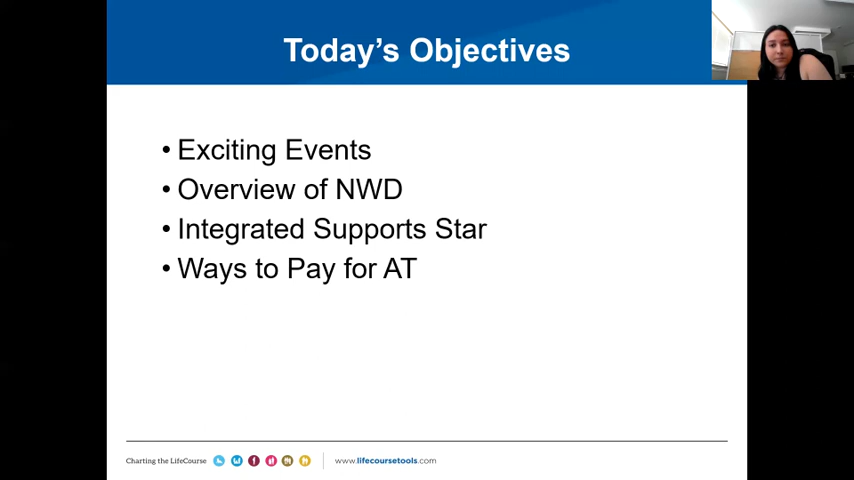 Today's Objectives
• Exciting Events
• Overview of NWD
• Integrated Supports Star
• Ways to Pay for AT
Charting the LifeCourse
www.lifecoursetools.com